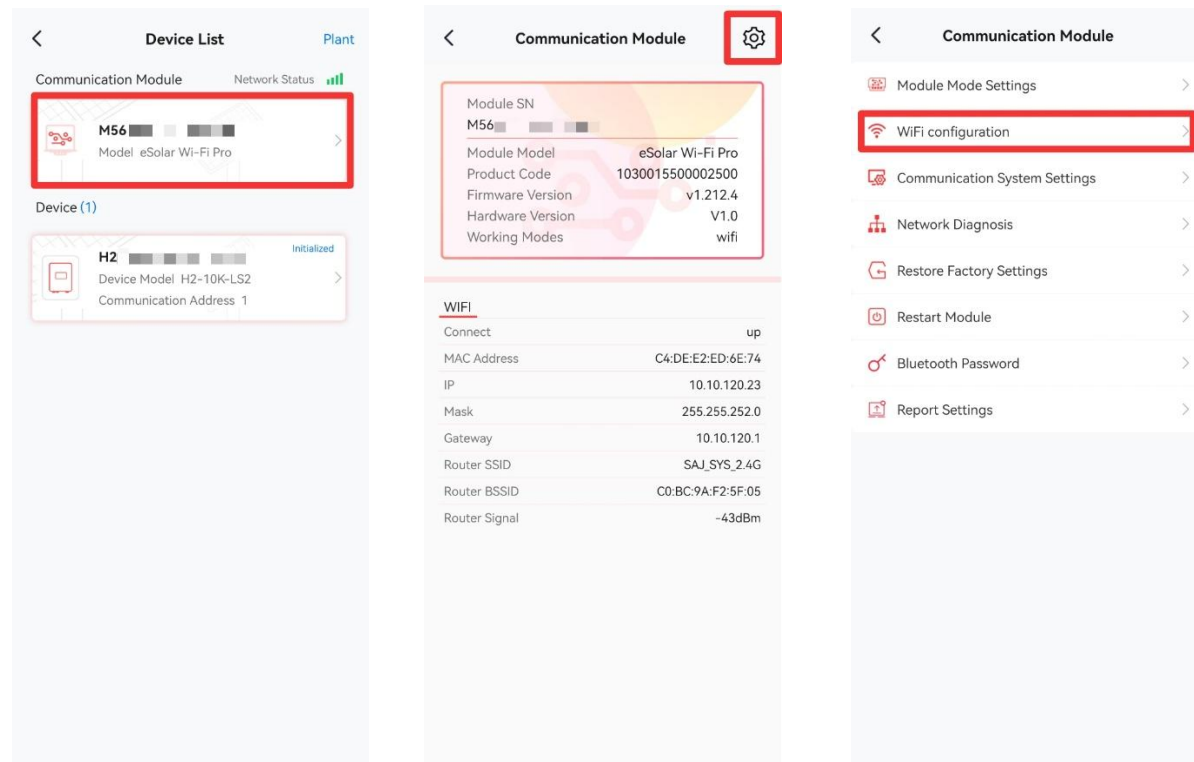 Device List Plant
Communication Module Network Status
M56
Model eSolar Wi-Fi Pro
Device (1)
Initialized
H2
Device Model H2-10K-LS2
Communication Address 1
Communication Module
Module SN
M56
Module Model eSolar Wi-Fi Pro
Product Code 1030015500002500
Firmware Version v1.212.4
Hardware Version V1.0
Working Modes wifi
WIFI
Connect up
MAC Address C4:DE:E2:ED:6E:74
IP 10.10.120.23
Mask 255.255.252.0
Gateway 10.10.120.1
Router SSID SAJ_SYS_2.4G
Router BSSID C0:BC:9A:F2:5F:05
Router Signal -43dBm
Communication Module
Module Mode Settings
WiFi configuration
Communication System Settings
Network Diagnosis
Restore Factory Settings
Restart Module
Bluetooth Password
Report Settings